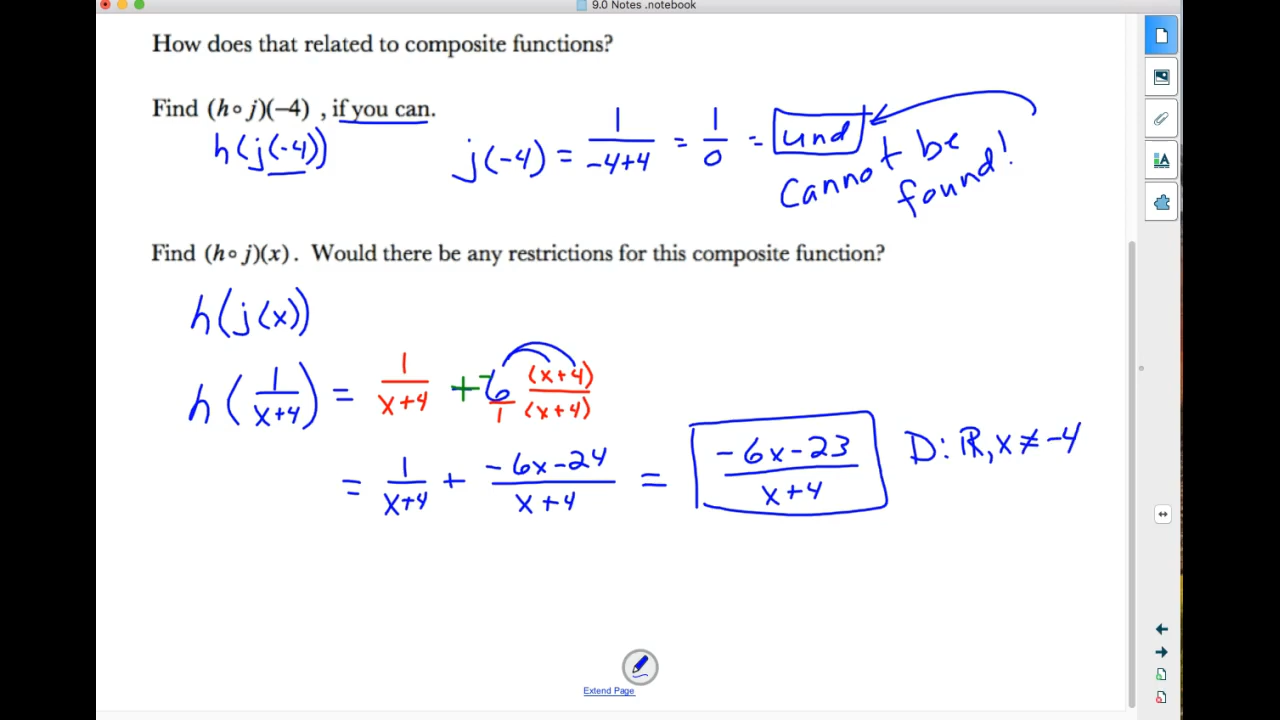 9.0 Notes .notebook
How does that related to composite functions?
Find (h∘j)(−4) , if you can.
h(j(-4))
j(-4) = 1/(-4+4) = 1/0 = und
Cannot be found!
Find (h∘j)(x). Would there be any restrictions for this composite function?
h(j(x))
h(1/(x+4)) = 1/(x+4) + -6/1 (x+4)/(x+4)
= 1/(x+4) + (-6x-24)/(x+4) = (-6x-23)/(x+4) D: ℝ, x ≠ -4
Extend Page